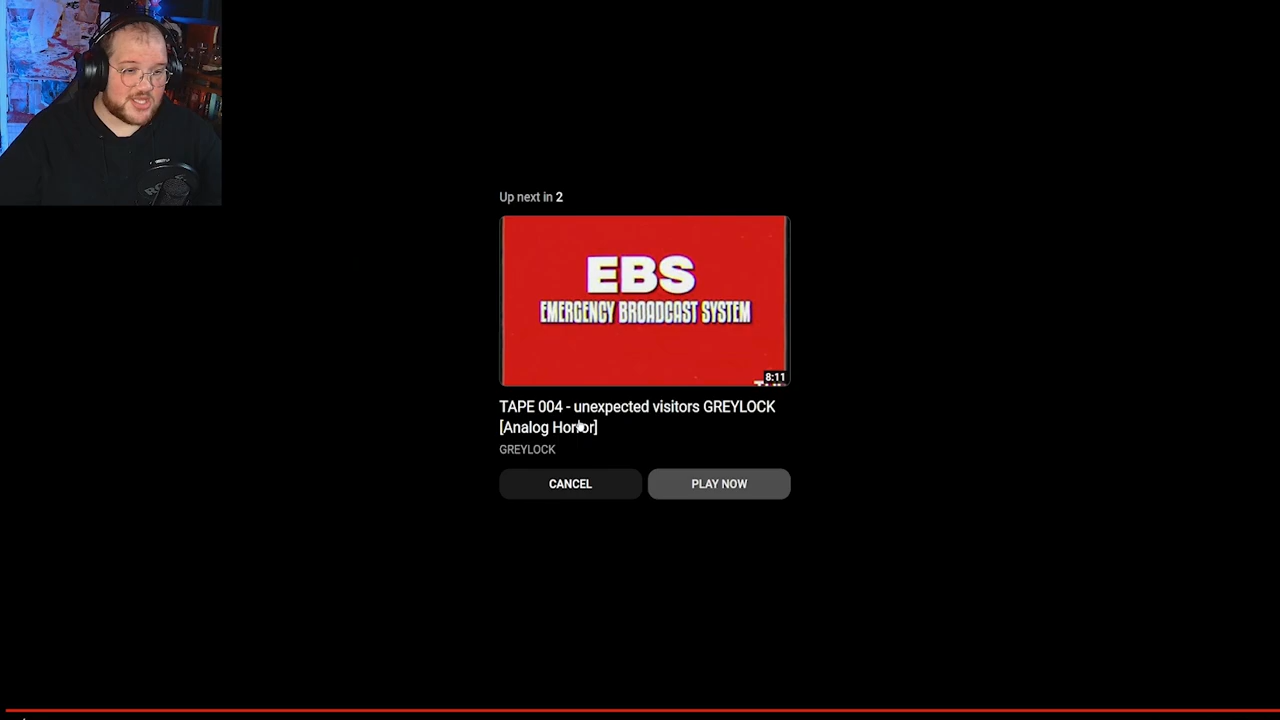 Up next in 2
EBS
EMERGENCY BROADCAST SYSTEM
8:11
TAPE 004 - unexpected visitors GREYLOCK
[Analog Horror]
GREYLOCK
CANCEL
PLAY NOW